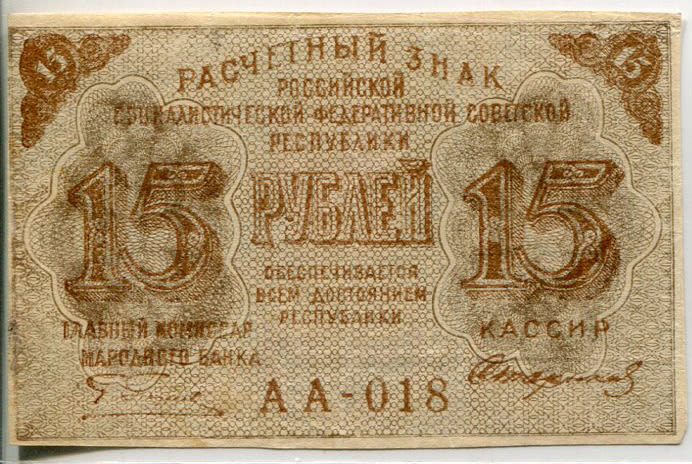 15 15
РАСЧЕТНЫЙ ЗНАК
РОССИЙСКОЙ
СОЦИАЛИСТИЧЕСКОЙ ФЕДЕРАТИВНОЙ СОВЕТСКОЙ
РЕСПУБЛИКИ
15 РУБЛЕЙ 15
ОБЕСПЕЧИВАЕТСЯ
ВСЕМ ДОСТОЯНИЕМ
РЕСПУБЛИКИ
ГЛАВНЫЙ КОМИССАР
НАРОДНОГО БАНКА
КАССИР
АА-018